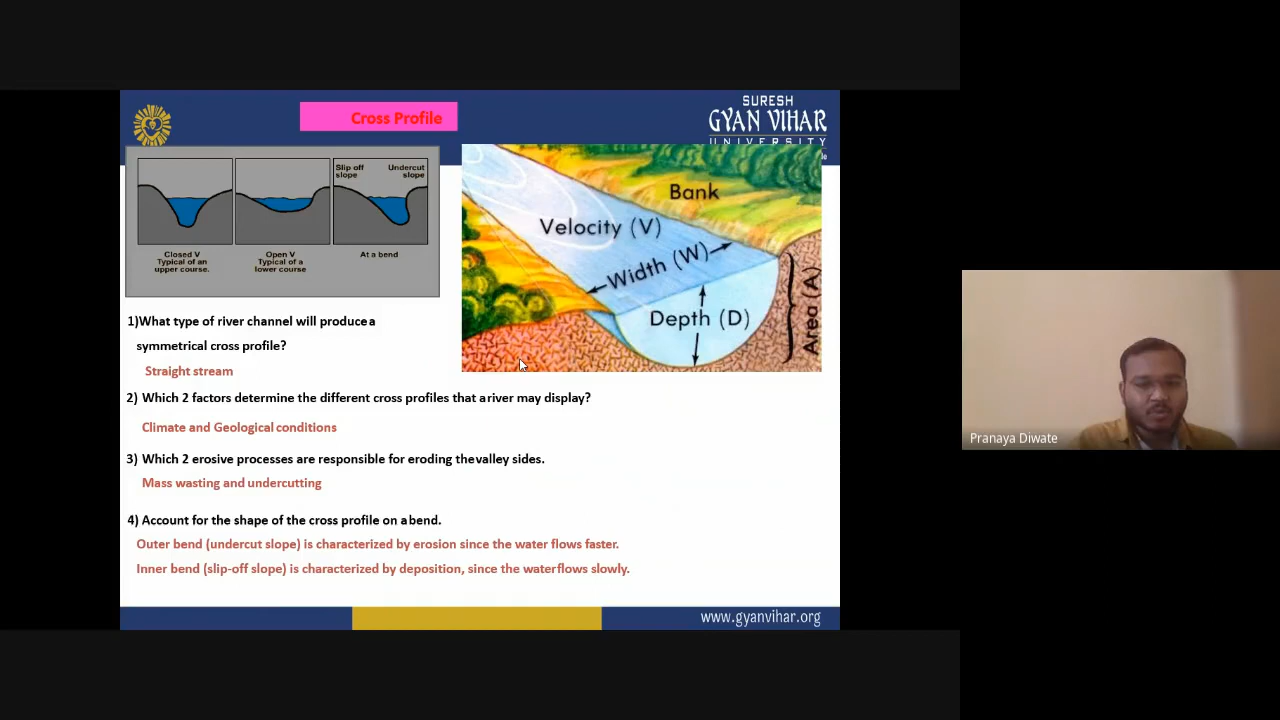 Cross Profile
SURESH
GYAN VIHAR
UNIVERSITY
Slip off
slope
Undercut
slope
Closed V
Typical of an
upper course.
Open V
Typical of a
lower course
At a bend
Bank
Velocity (V)
Width (W)
Depth (D)
Area (A)
1)What type of river channel will produce a
symmetrical cross profile?
Straight stream
2) Which 2 factors determine the different cross profiles that a river may display?
Climate and Geological conditions
3) Which 2 erosive processes are responsible for eroding thevalley sides.
Mass wasting and undercutting
4) Account for the shape of the cross profile on abend.
Outer bend (undercut slope) is characterized by erosion since the water flows faster.
Inner bend (slip-off slope) is characterized by deposition, since the waterflows slowly.
www.gyanvihar.org
Pranaya Diwate